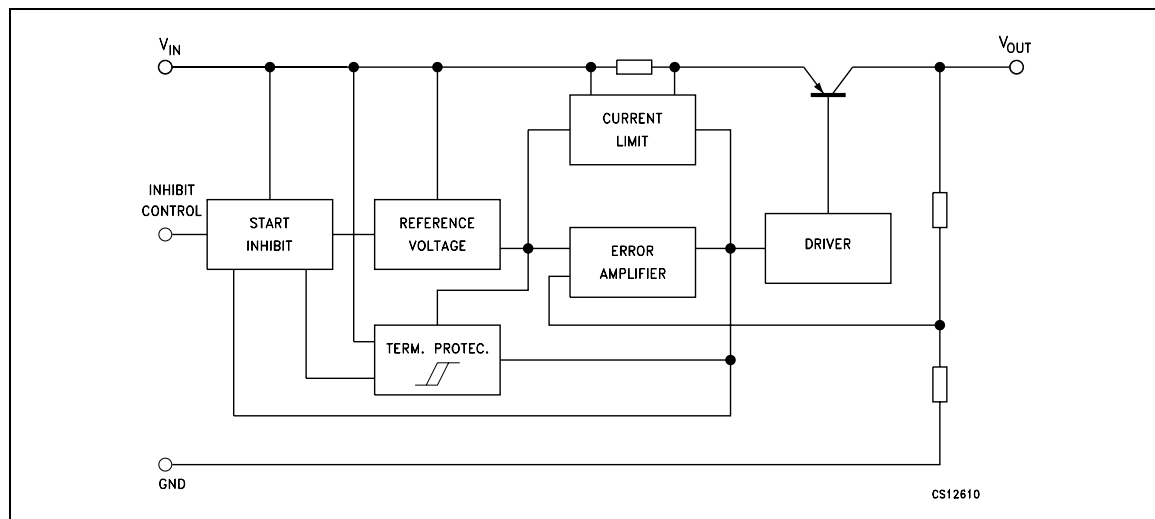 VIN
VOUT
CURRENT
LIMIT
INHIBIT
CONTROL
START
INHIBIT
REFERENCE
VOLTAGE
ERROR
AMPLIFIER
DRIVER
TERM. PROTEC.
GND
CS12610